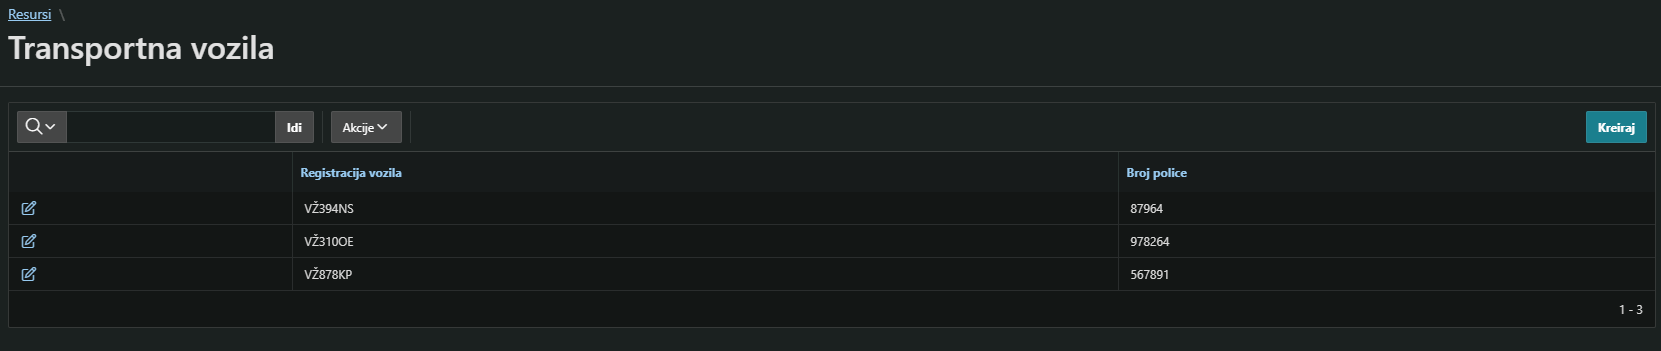 Resursi \
Transportna vozila
Idi Akcije Kreiraj
Registracija vozila Broj police
VŽ394NS 87964
VŽ310OE 978264
VŽ878KP 567891
1 - 3